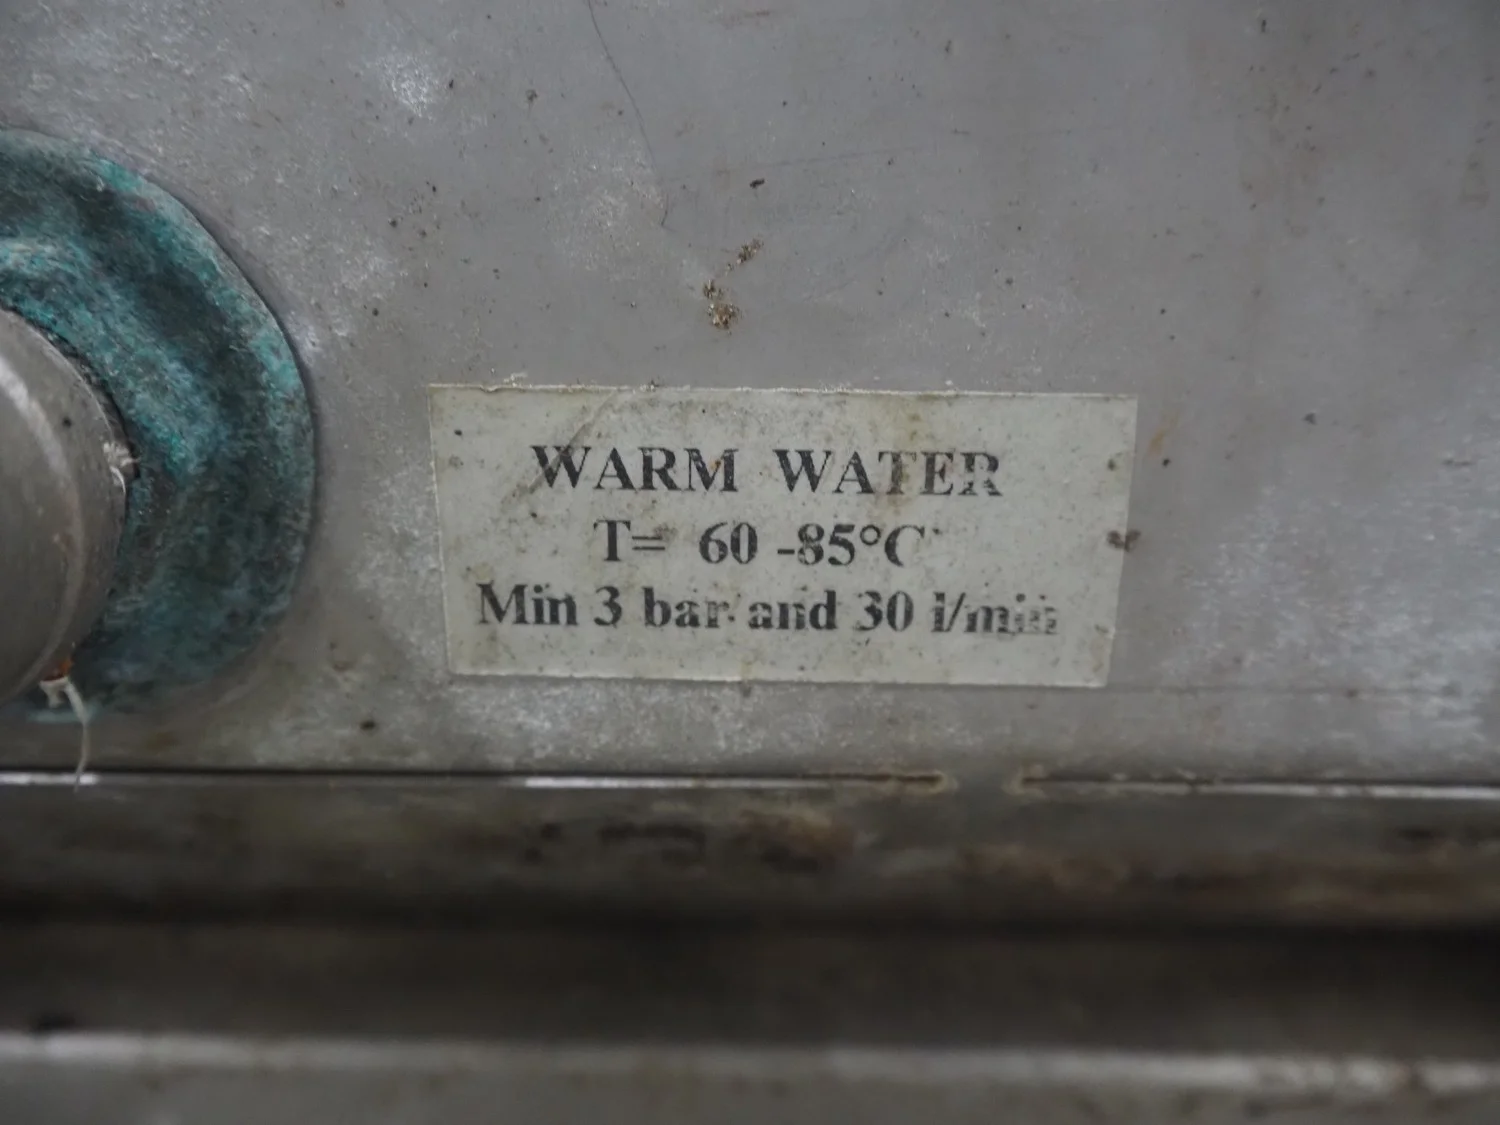 WARM WATER
T= 60 -85°C
Min 3 bar and 30 l/min